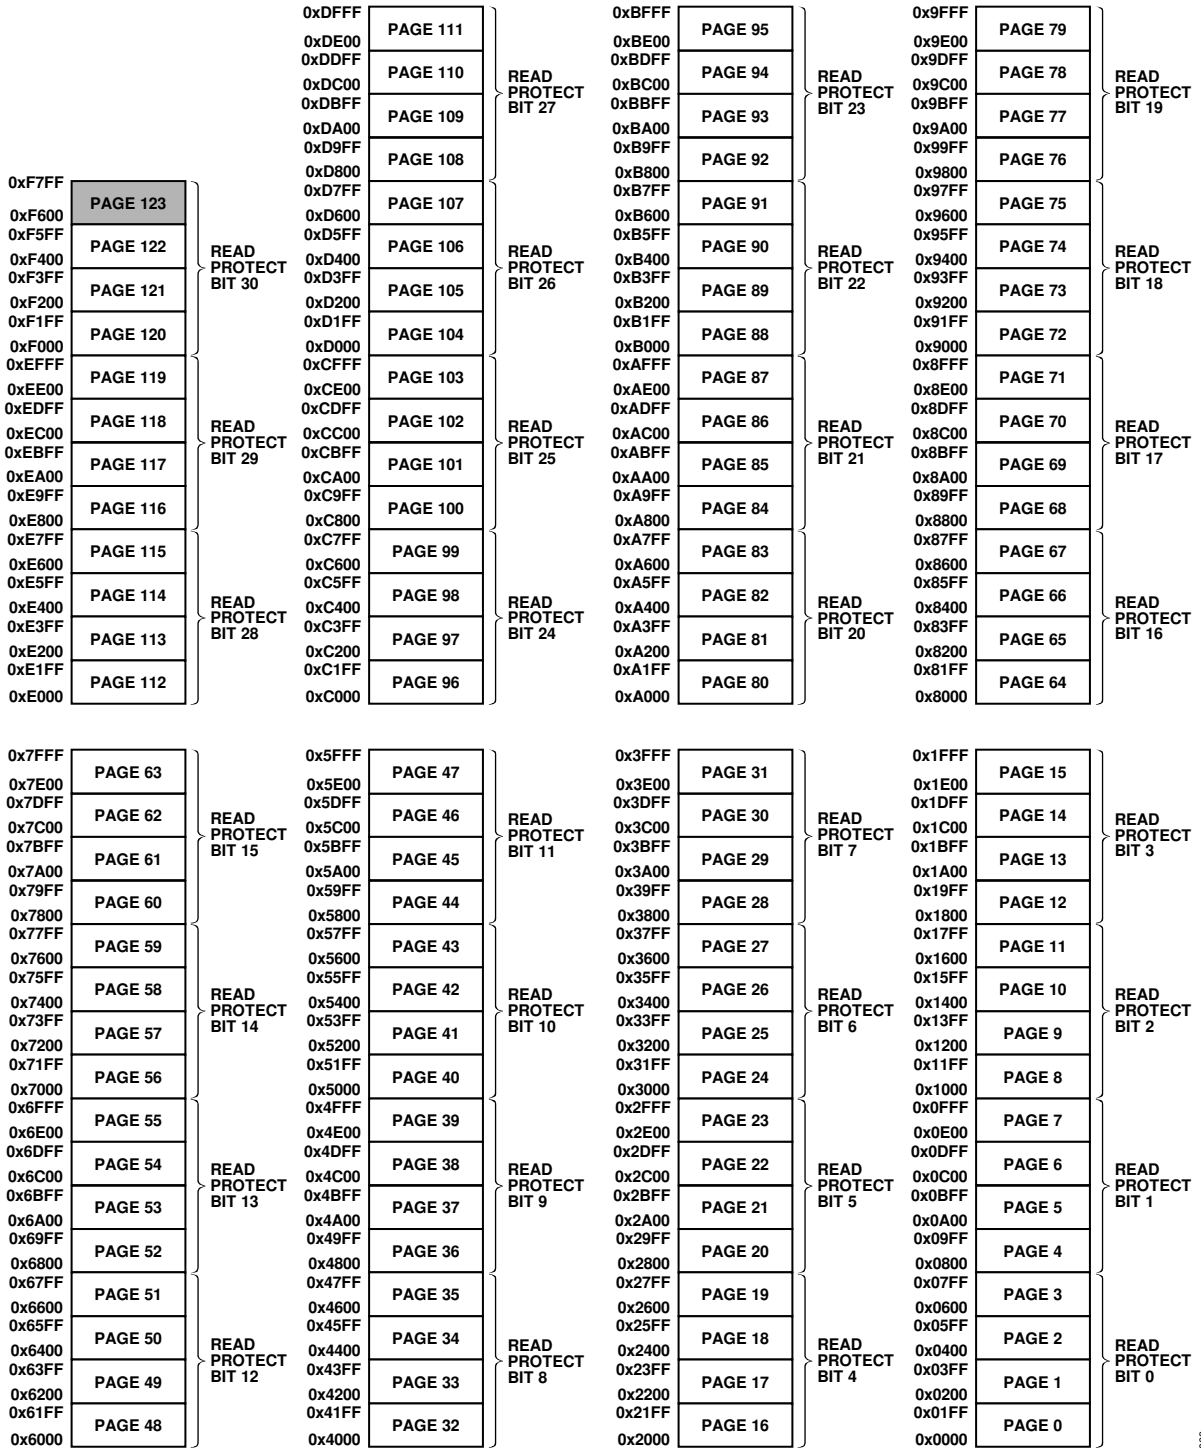 0xF7FF
PAGE 123
0xF600
0xF5FF
PAGE 122
0xF400
0xF3FF
PAGE 121
0xF200
0xF1FF
PAGE 120
0xF000
READ
PROTECT
BIT 30
0xEFFF
PAGE 119
0xEE00
0xEDFF
PAGE 118
0xEC00
0xEBFF
PAGE 117
0xEA00
0xE9FF
PAGE 116
0xE800
READ
PROTECT
BIT 29
0xE7FF
PAGE 115
0xE600
0xE5FF
PAGE 114
0xE400
0xE3FF
PAGE 113
0xE200
0xE1FF
PAGE 112
0xE000
READ
PROTECT
BIT 28
0xDFFF
PAGE 111
0xDE00
0xDDFF
PAGE 110
0xDC00
0xDBFF
PAGE 109
0xDA00
0xD9FF
PAGE 108
0xD800
READ
PROTECT
BIT 27
0xD7FF
PAGE 107
0xD600
0xD5FF
PAGE 106
0xD400
0xD3FF
PAGE 105
0xD200
0xD1FF
PAGE 104
0xD000
READ
PROTECT
BIT 26
0xCFFF
PAGE 103
0xCE00
0xCDFF
PAGE 102
0xCC00
0xCBFF
PAGE 101
0xCA00
0xC9FF
PAGE 100
0xC800
READ
PROTECT
BIT 25
0xC7FF
PAGE 99
0xC600
0xC5FF
PAGE 98
0xC400
0xC3FF
PAGE 97
0xC200
0xC1FF
PAGE 96
0xC000
READ
PROTECT
BIT 24
0xBFFF
PAGE 95
0xBE00
0xBDFF
PAGE 94
0xBC00
0xBBFF
PAGE 93
0xBA00
0xB9FF
PAGE 92
0xB800
READ
PROTECT
BIT 23
0xB7FF
PAGE 91
0xB600
0xB5FF
PAGE 90
0xB400
0xB3FF
PAGE 89
0xB200
0xB1FF
PAGE 88
0xB000
READ
PROTECT
BIT 22
0xAFFF
PAGE 87
0xAE00
0xADFF
PAGE 86
0xAC00
0xABFF
PAGE 85
0xAA00
0xA9FF
PAGE 84
0xA800
READ
PROTECT
BIT 21
0xA7FF
PAGE 83
0xA600
0xA5FF
PAGE 82
0xA400
0xA3FF
PAGE 81
0xA200
0xA1FF
PAGE 80
0xA000
READ
PROTECT
BIT 20
0x9FFF
PAGE 79
0x9E00
0x9DFF
PAGE 78
0x9C00
0x9BFF
PAGE 77
0x9A00
0x99FF
PAGE 76
0x9800
READ
PROTECT
BIT 19
0x97FF
PAGE 75
0x9600
0x95FF
PAGE 74
0x9400
0x93FF
PAGE 73
0x9200
0x91FF
PAGE 72
0x9000
READ
PROTECT
BIT 18
0x8FFF
PAGE 71
0x8E00
0x8DFF
PAGE 70
0x8C00
0x8BFF
PAGE 69
0x8A00
0x89FF
PAGE 68
0x8800
READ
PROTECT
BIT 17
0x87FF
PAGE 67
0x8600
0x85FF
PAGE 66
0x8400
0x83FF
PAGE 65
0x8200
0x81FF
PAGE 64
0x8000
READ
PROTECT
BIT 16
0x7FFF
PAGE 63
0x7E00
0x7DFF
PAGE 62
0x7C00
0x7BFF
PAGE 61
0x7A00
0x79FF
PAGE 60
0x7800
READ
PROTECT
BIT 15
0x77FF
PAGE 59
0x7600
0x75FF
PAGE 58
0x7400
0x73FF
PAGE 57
0x7200
0x71FF
PAGE 56
0x7000
READ
PROTECT
BIT 14
0x6FFF
PAGE 55
0x6E00
0x6DFF
PAGE 54
0x6C00
0x6BFF
PAGE 53
0x6A00
0x69FF
PAGE 52
0x6800
READ
PROTECT
BIT 13
0x67FF
PAGE 51
0x6600
0x65FF
PAGE 50
0x6400
0x63FF
PAGE 49
0x6200
0x61FF
PAGE 48
0x6000
READ
PROTECT
BIT 12
0x5FFF
PAGE 47
0x5E00
0x5DFF
PAGE 46
0x5C00
0x5BFF
PAGE 45
0x5A00
0x59FF
PAGE 44
0x5800
READ
PROTECT
BIT 11
0x57FF
PAGE 43
0x5600
0x55FF
PAGE 42
0x5400
0x53FF
PAGE 41
0x5200
0x51FF
PAGE 40
0x5000
READ
PROTECT
BIT 10
0x4FFF
PAGE 39
0x4E00
0x4DFF
PAGE 38
0x4C00
0x4BFF
PAGE 37
0x4A00
0x49FF
PAGE 36
0x4800
READ
PROTECT
BIT 9
0x47FF
PAGE 35
0x4600
0x45FF
PAGE 34
0x4400
0x43FF
PAGE 33
0x4200
0x41FF
PAGE 32
0x4000
READ
PROTECT
BIT 8
0x3FFF
PAGE 31
0x3E00
0x3DFF
PAGE 30
0x3C00
0x3BFF
PAGE 29
0x3A00
0x39FF
PAGE 28
0x3800
READ
PROTECT
BIT 7
0x37FF
PAGE 27
0x3600
0x35FF
PAGE 26
0x3400
0x33FF
PAGE 25
0x3200
0x31FF
PAGE 24
0x3000
READ
PROTECT
BIT 6
0x2FFF
PAGE 23
0x2E00
0x2DFF
PAGE 22
0x2C00
0x2BFF
PAGE 21
0x2A00
0x29FF
PAGE 20
0x2800
READ
PROTECT
BIT 5
0x27FF
PAGE 19
0x2600
0x25FF
PAGE 18
0x2400
0x23FF
PAGE 17
0x2200
0x21FF
PAGE 16
0x2000
READ
PROTECT
BIT 4
0x1FFF
PAGE 15
0x1E00
0x1DFF
PAGE 14
0x1C00
0x1BFF
PAGE 13
0x1A00
0x19FF
PAGE 12
0x1800
READ
PROTECT
BIT 3
0x17FF
PAGE 11
0x1600
0x15FF
PAGE 10
0x1400
0x13FF
PAGE 9
0x1200
0x11FF
PAGE 8
0x1000
READ
PROTECT
BIT 2
0x0FFF
PAGE 7
0x0E00
0x0DFF
PAGE 6
0x0C00
0x0BFF
PAGE 5
0x0A00
0x09FF
PAGE 4
0x0800
READ
PROTECT
BIT 1
0x07FF
PAGE 3
0x0600
0x05FF
PAGE 2
0x0400
0x03FF
PAGE 1
0x0200
0x01FF
PAGE 0
0x0000
READ
PROTECT
BIT 0